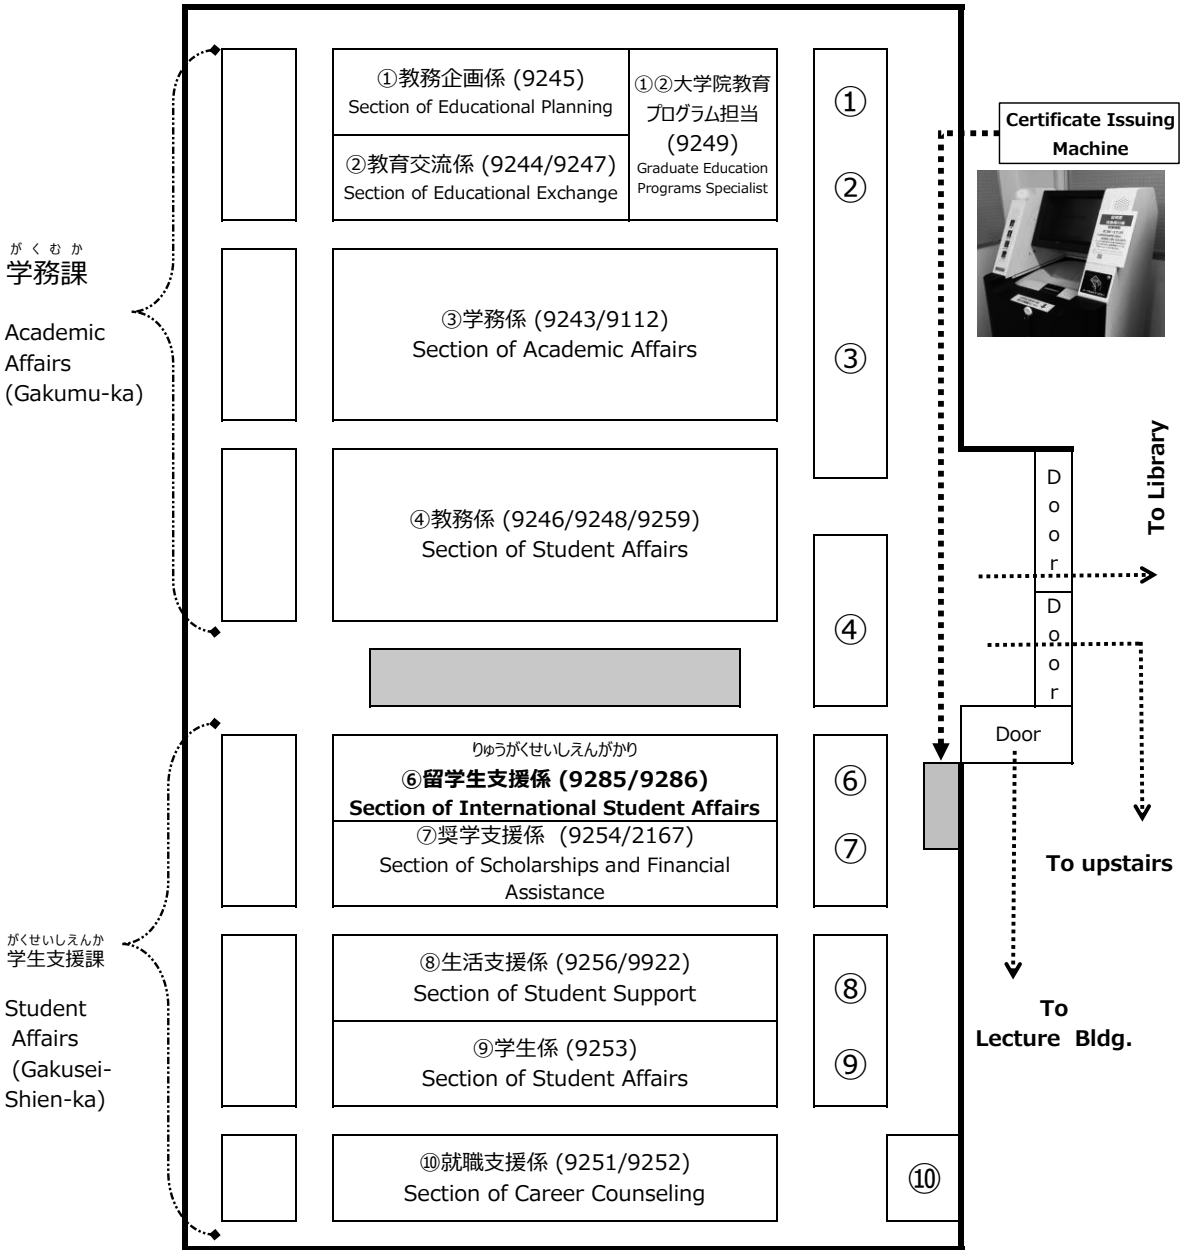 ①教務企画係 (9245)
Section of Educational Planning
①②大学院教育
プログラム担当
(9249)
Graduate Education
Programs Specialist
②教育交流係 (9244/9247)
Section of Educational Exchange
①
②
③
Certificate Issuing
Machine
がくむか
学務課
Academic
Affairs
(Gakumu-ka)
③学務係 (9243/9112)
Section of Academic Affairs
To Library
Door
④教務係 (9246/9248/9259)
Section of Student Affairs
④
Door
Door
りゅうがくせいしえんがかり
⑥留学生支援係 (9285/9286)
Section of International Student Affairs
⑥
⑦奨学支援係 (9254/2167)
Section of Scholarships and Financial
Assistance
⑦
To upstairs
がくせいしえんか
学生支援課
Student
Affairs
(Gakusei-
Shien-ka)
⑧生活支援係 (9256/9922)
Section of Student Support
⑧
To
Lecture Bldg.
⑨学生係 (9253)
Section of Student Affairs
⑨
⑩就職支援係 (9251/9252)
Section of Career Counseling
⑩